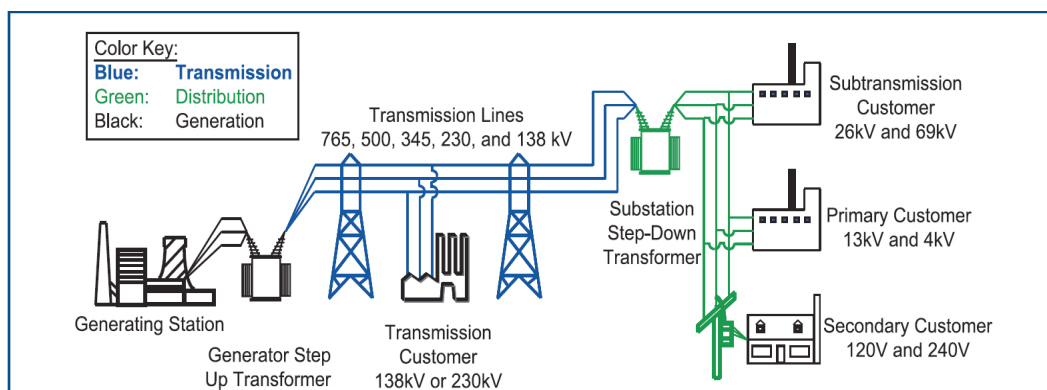 Color Key:
Blue: Transmission
Green: Distribution
Black: Generation
Transmission Lines
765, 500, 345, 230, and 138 kV
Subtransmission
Customer
26kV and 69kV
Substation
Step-Down
Transformer
Primary Customer
13kV and 4kV
Generating Station
Generator Step
Up Transformer
Transmission
Customer
138kV or 230kV
Secondary Customer
120V and 240V